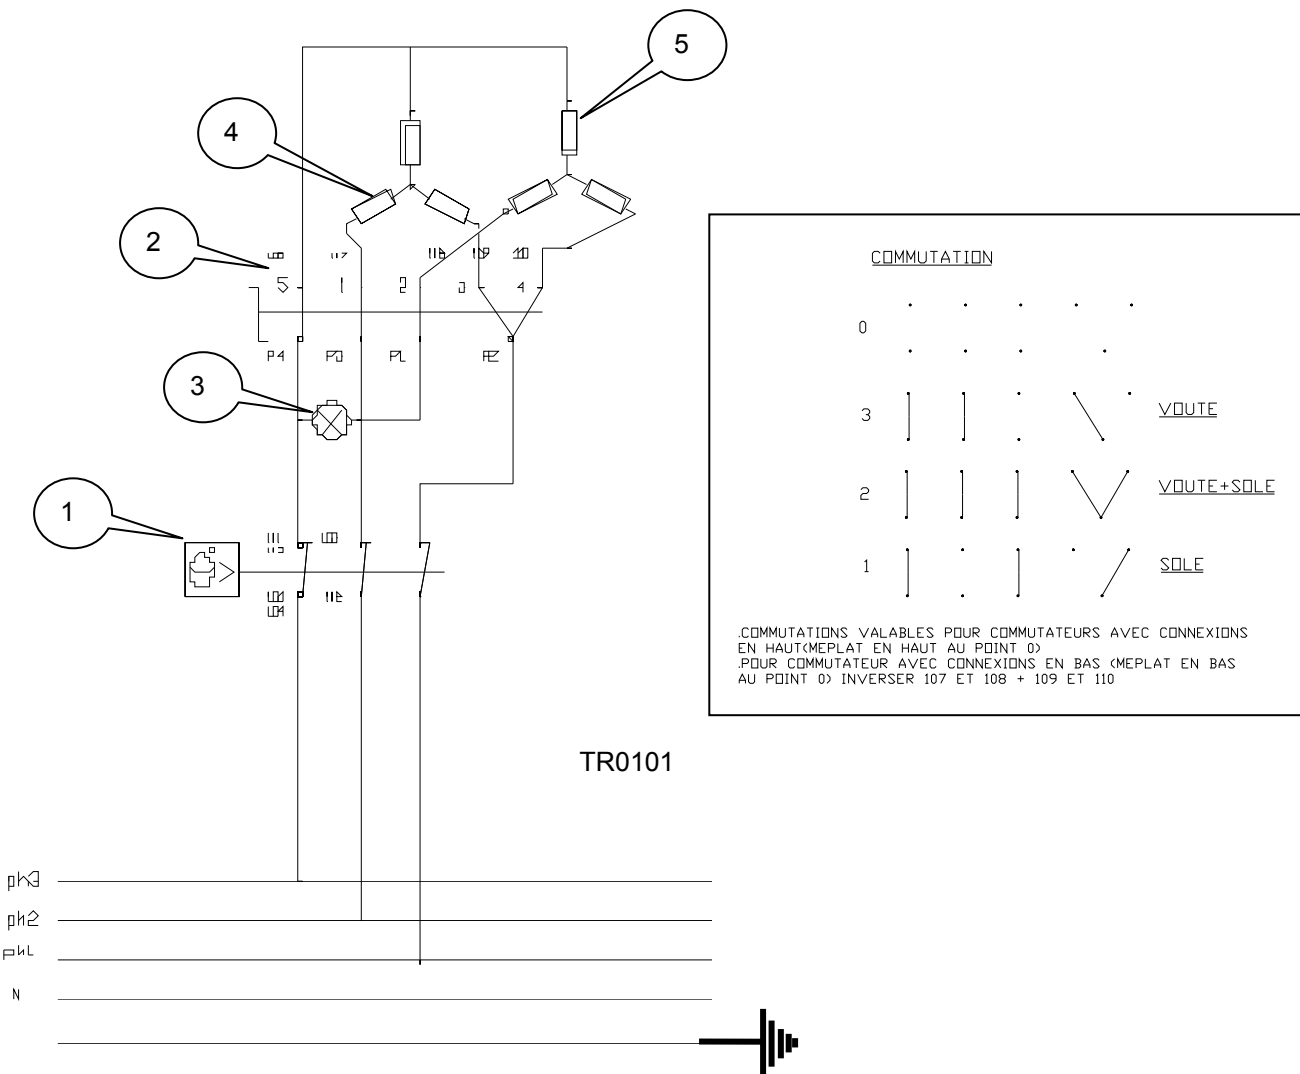 5
4
2
5 1 2 3 4
P4 P3 P1 P2
3
1
COMMUTATION
0
3 VOUTE
2 VOUTE+SOLE
1 SOLE
.COMMUTATIONS VALABLES POUR COMMUTATEURS AVEC CONNEXIONS
EN HAUT(MEPLAT EN HAUT AU POINT 0)
.POUR COMMUTATEUR AVEC CONNEXIONS EN BAS (MEPLAT EN BAS
AU POINT 0) INVERSER 107 ET 108 + 109 ET 110
TR0101
ph3
ph2
ph1
N